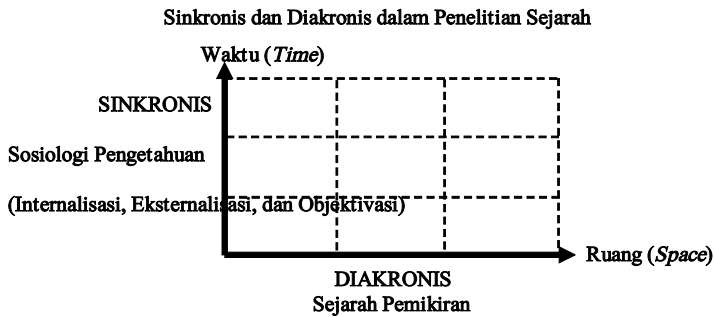 Sinkronis dan Diakronis dalam Penelitian Sejarah
Waktu (Time)
SINKRONIS
Sosiologi Pengetahuan
(Internalisasi, Eksternalisasi, dan Objektivasi)
Ruang (Space)
DIAKRONIS
Sejarah Pemikiran